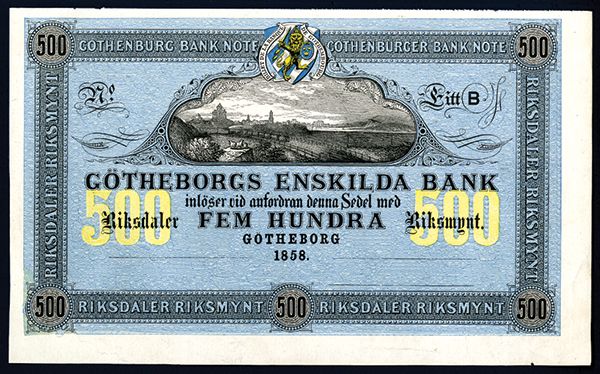 500 GOTHENBURG BANK NOTE GOTHENBURGER BANK NOTE 500
No. Litt B
GÖTHEBORGS ENSKILDA BANK
inlöser vid anfordran denna Sedel med
500 Riksdaler FEM HUNDRA Riksmynt. 500
GOTHEBORG
1858.
RIKSDALER RIKSMYNT
RIKSDALER RIKSMYNT
500 RIKSDALER RIKSMYNT 500 RIKSDALER RIKSMYNT 500